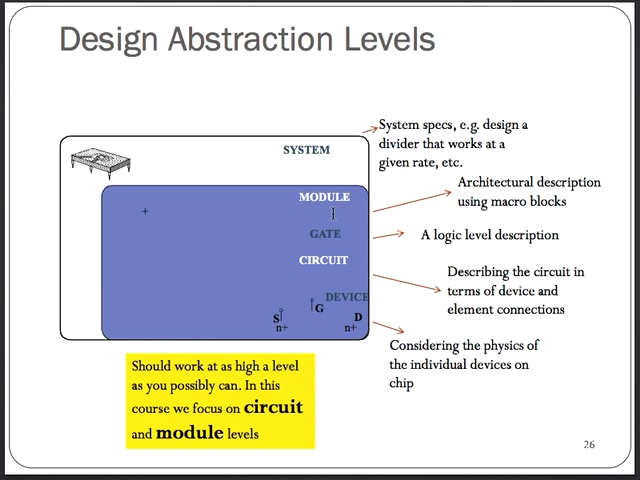 Design Abstraction Levels
System specs, e.g. design a
divider that works at a
given rate, etc.
SYSTEM
Architectural description
using macro blocks
MODULE
+
GATE
A logic level description
CIRCUIT
Describing the circuit in
terms of device and
element connections
DEVICE
G
S
D
n+
n+
Considering the physics of
the individual devices on
chip
Should work at as high a level
as you possibly can. In this
course we focus on circuit
and module levels
26